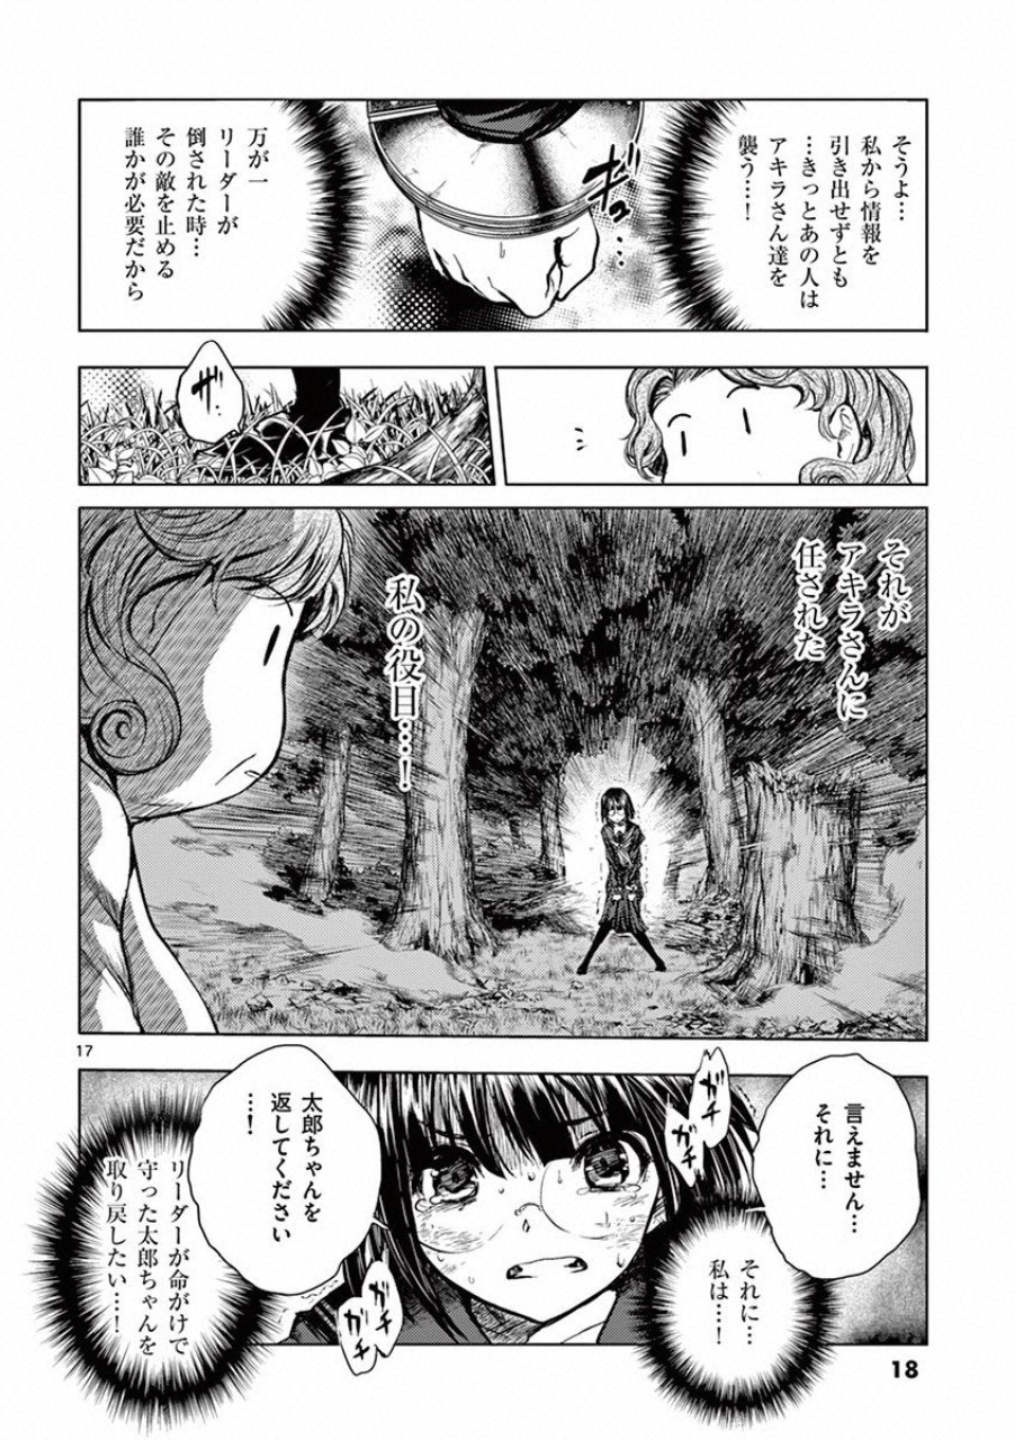 そうよ…
私から情報を
引き出せずとも
…きっとあの人は
アキラさん達を
襲う…!
ギュッ
万が一
リーダーが
倒された時…
その敵を止める
誰かが必要だから
ザッ
それが
アキラさんに
任された
私の役目…!
17
言えません…
それに…
それに…
私は…!
ガチ
ガチ
太郎ちゃんを
返してください
…!
ガチ
ガチ
リーダーが命がけで
守った太郎ちゃんを
取り戻したい…!
18